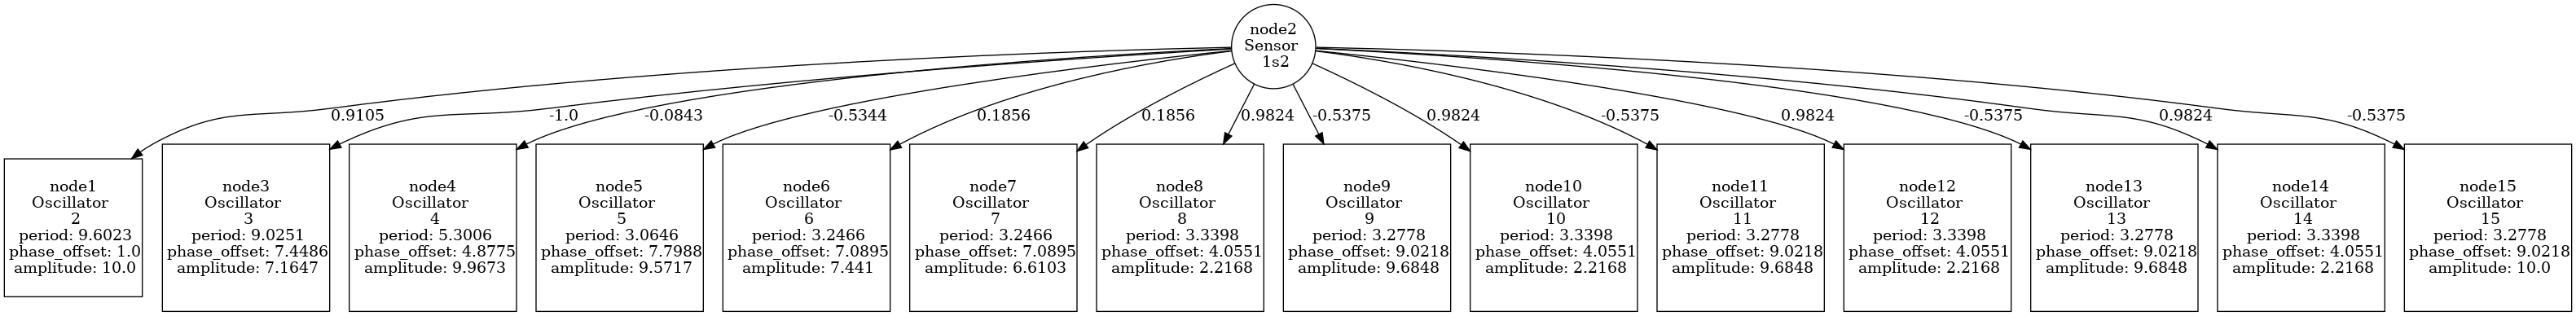 node2
Sensor
1s2
0.9105
-1.0
-0.0843
-0.5344
0.1856
0.1856
0.9824
-0.5375
0.9824
-0.5375
0.9824
-0.5375
0.9824
-0.5375
node1
Oscillator
2
period: 9.6023
phase_offset: 1.0
amplitude: 10.0
node3
Oscillator
3
period: 9.0251
phase_offset: 7.4486
amplitude: 7.1647
node4
Oscillator
4
period: 5.3006
phase_offset: 4.8775
amplitude: 9.9673
node5
Oscillator
5
period: 3.0646
phase_offset: 7.7988
amplitude: 9.5717
node6
Oscillator
6
period: 3.2466
phase_offset: 7.0895
amplitude: 7.441
node7
Oscillator
7
period: 3.2466
phase_offset: 7.0895
amplitude: 6.6103
node8
Oscillator
8
period: 3.3398
phase_offset: 4.0551
amplitude: 2.2168
node9
Oscillator
9
period: 3.2778
phase_offset: 9.0218
amplitude: 9.6848
node10
Oscillator
10
period: 3.3398
phase_offset: 4.0551
amplitude: 2.2168
node11
Oscillator
11
period: 3.2778
phase_offset: 9.0218
amplitude: 9.6848
node12
Oscillator
12
period: 3.3398
phase_offset: 4.0551
amplitude: 2.2168
node13
Oscillator
13
period: 3.2778
phase_offset: 9.0218
amplitude: 9.6848
node14
Oscillator
14
period: 3.3398
phase_offset: 4.0551
amplitude: 2.2168
node15
Oscillator
15
period: 3.2778
phase_offset: 9.0218
amplitude: 10.0